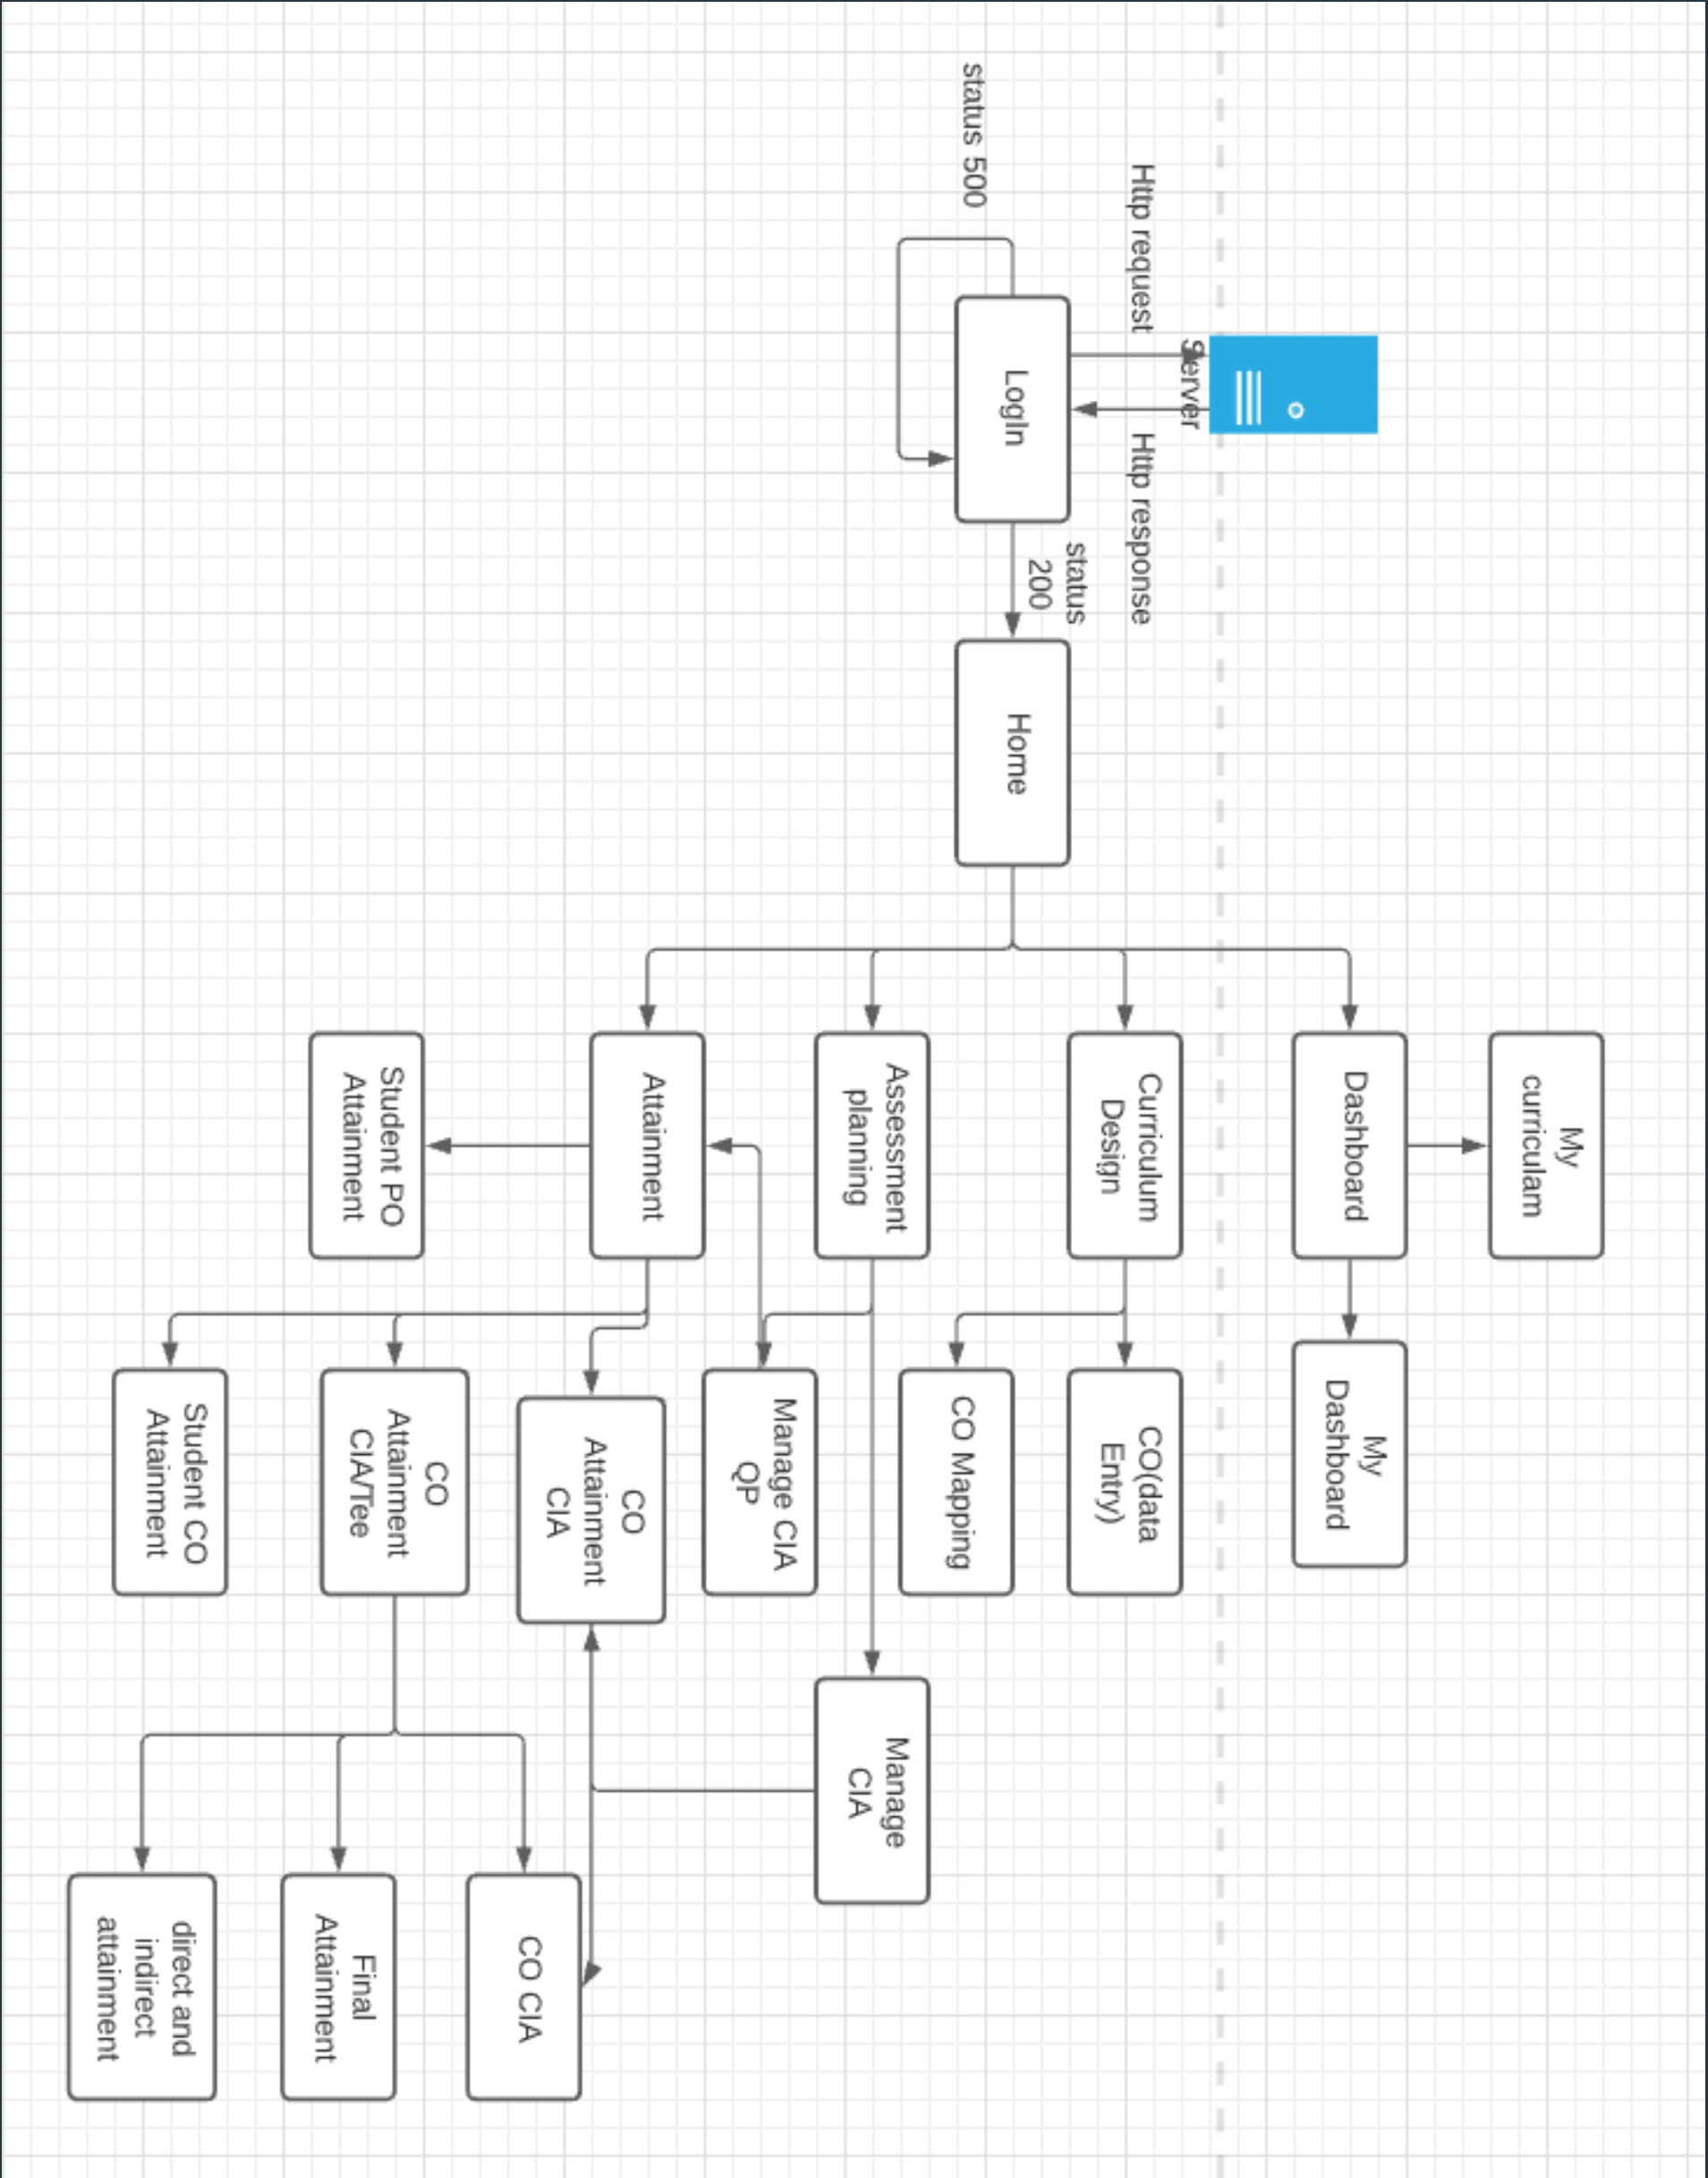 My
curriculam
Server
Http request
Http response
status 500
LogIn
status
200
Home
Dashboard
My
Dashboard
Curriculum
Design
CO(data
Entry)
CO Mapping
Assessment
planning
Manage CIA
QP
Manage
CIA
Attainment
CO
Attainment
CIA
Student PO
Attainment
CO
Attainment
CIA/Tee
CO CIA
Student CO
Attainment
Final
Attainment
direct and
indirect
attainment